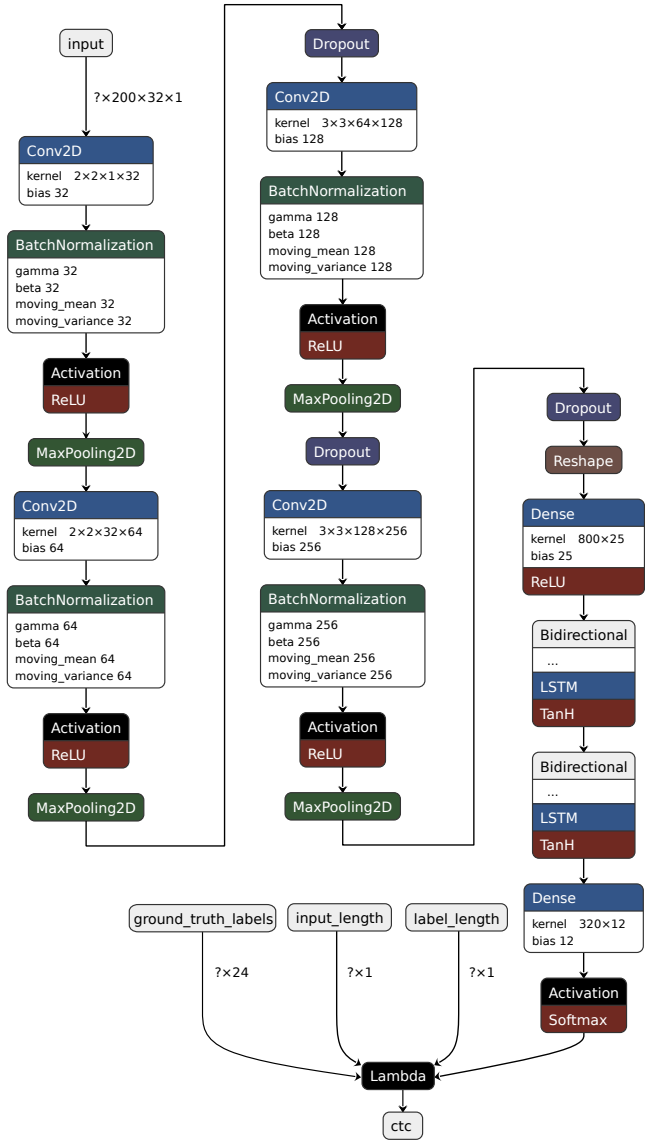 input
?×200×32×1
Conv2D
kernel 2×2×1×32
bias 32
BatchNormalization
gamma 32
beta 32
moving_mean 32
moving_variance 32
Activation
ReLU
MaxPooling2D
Conv2D
kernel 2×2×32×64
bias 64
BatchNormalization
gamma 64
beta 64
moving_mean 64
moving_variance 64
Activation
ReLU
MaxPooling2D
Dropout
Conv2D
kernel 3×3×64×128
bias 128
BatchNormalization
gamma 128
beta 128
moving_mean 128
moving_variance 128
Activation
ReLU
MaxPooling2D
Dropout
Conv2D
kernel 3×3×128×256
bias 256
BatchNormalization
gamma 256
beta 256
moving_mean 256
moving_variance 256
Activation
ReLU
MaxPooling2D
Dropout
Reshape
Dense
kernel 800×25
bias 25
ReLU
Bidirectional
...
LSTM
TanH
Bidirectional
...
LSTM
TanH
Dense
kernel 320×12
bias 12
Activation
Softmax
ground_truth_labels
input_length
label_length
?×24
?×1
?×1
Lambda
ctc